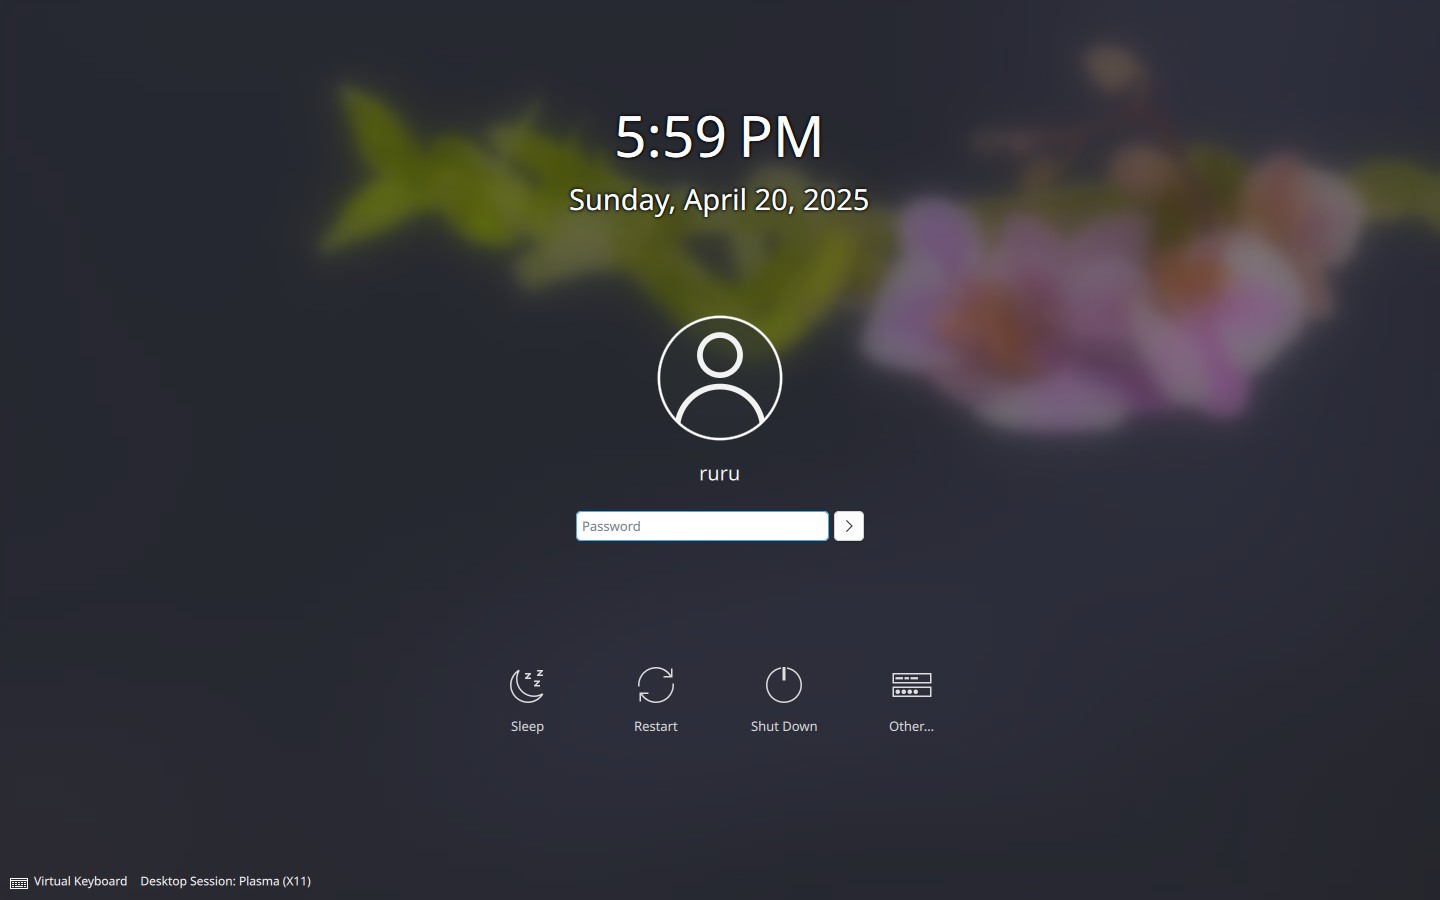 5:59 PM
Sunday, April 20, 2025
ruru
Password
Sleep
Restart
Shut Down
Other...
Virtual Keyboard
Desktop Session: Plasma (X11)